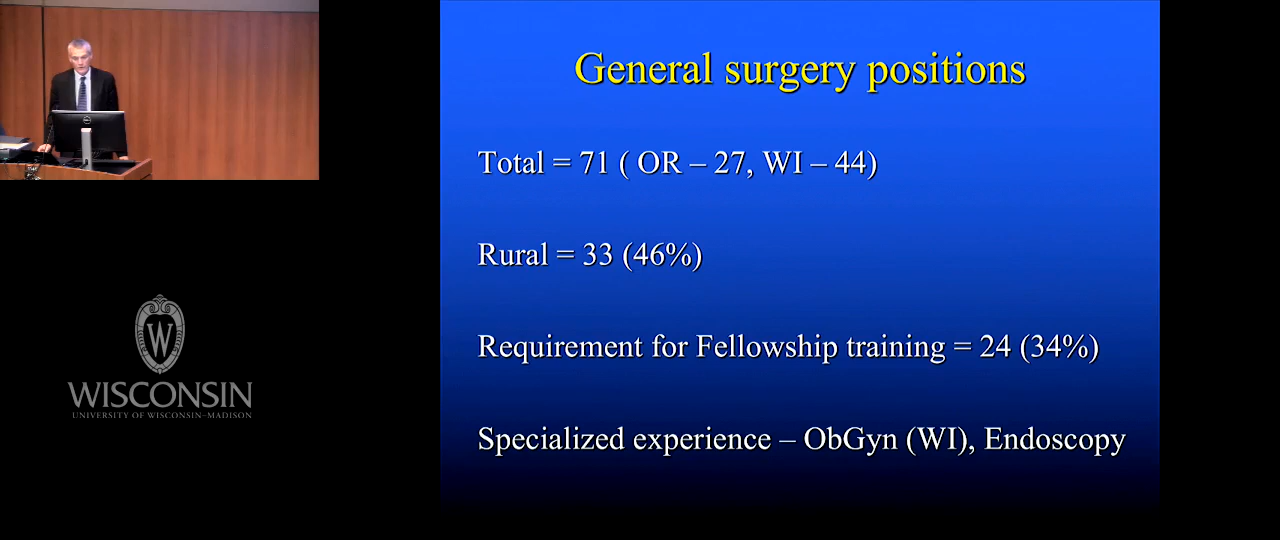 General surgery positions
Total = 71 ( OR – 27, WI – 44)
Rural = 33 (46%)
Requirement for Fellowship training = 24 (34%)
Specialized experience – ObGyn (WI), Endoscopy
W
WISCONSIN
UNIVERSITY OF WISCONSIN–MADISON